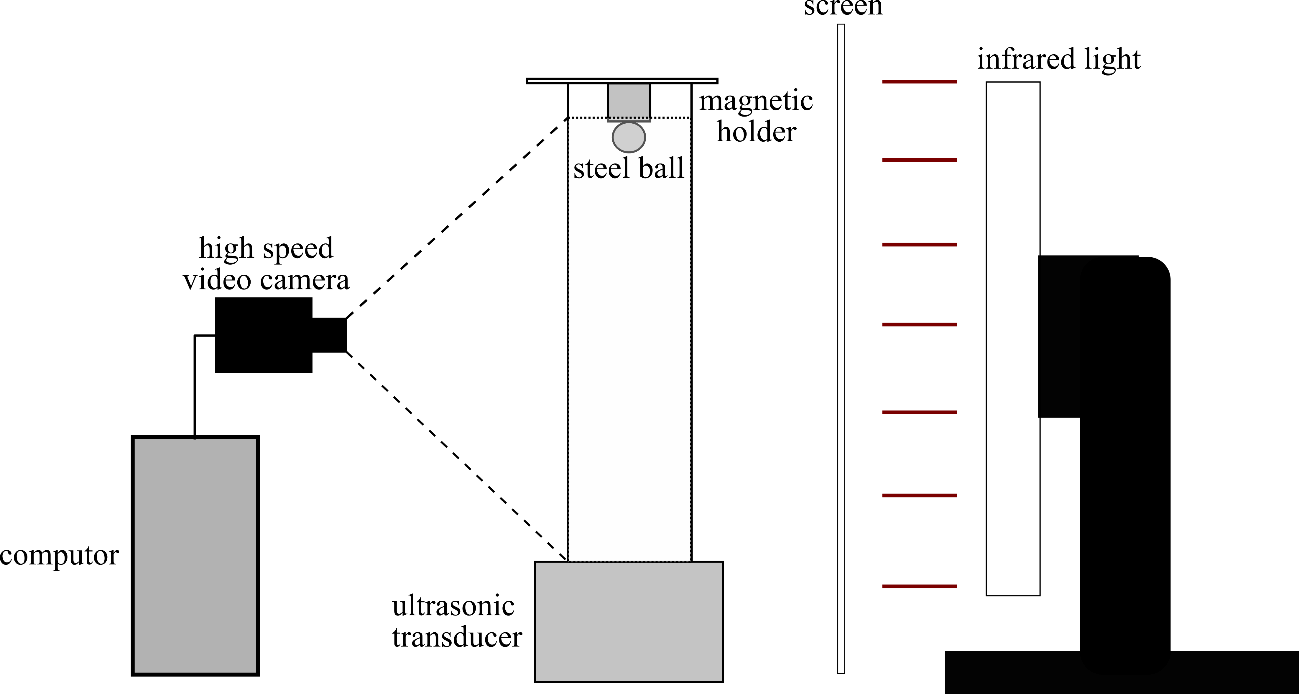 screen
infrared light
magnetic
holder
steel ball
high speed
video camera
computor
ultrasonic
transducer